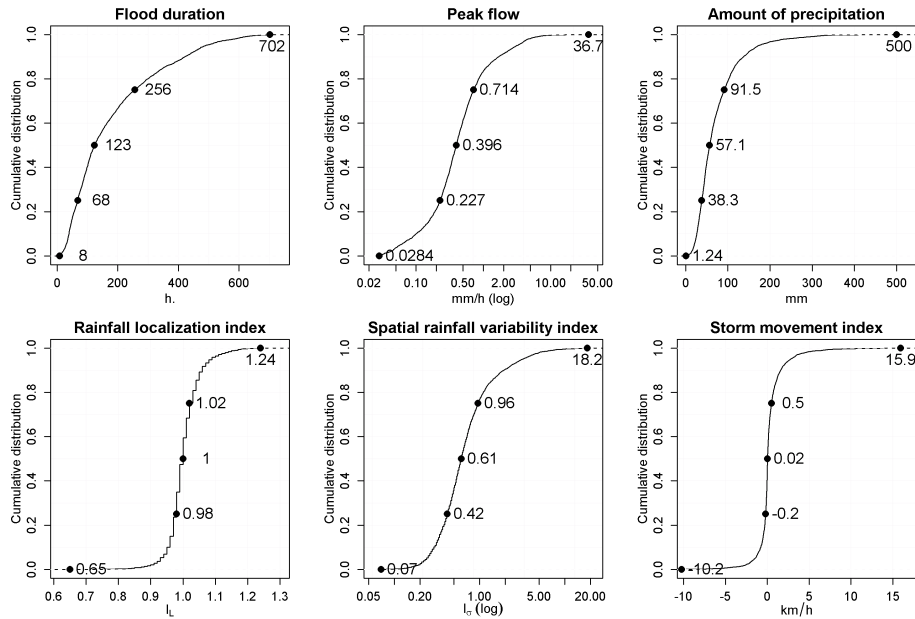 Flood duration
Cumulative distribution
0.0 0.2 0.4 0.6 0.8 1.0
702
256
123
68
8
0 200 400 600
h.
Peak flow
Cumulative distribution
0.0 0.2 0.4 0.6 0.8 1.0
36.7
0.714
0.396
0.227
0.0284
0.02 0.10 0.50 2.00 10.00 50.00
mm/h (log)
Amount of precipitation
Cumulative distribution
0.0 0.2 0.4 0.6 0.8 1.0
500
91.5
57.1
38.3
1.24
0 100 200 300 400 500
mm
Rainfall localization index
Cumulative distribution
0.0 0.2 0.4 0.6 0.8 1.0
1.24
1.02
1
0.98
0.65
0.6 0.7 0.8 0.9 1.0 1.1 1.2 1.3
I_L
Spatial rainfall variability index
Cumulative distribution
0.0 0.2 0.4 0.6 0.8 1.0
18.2
0.96
0.61
0.42
0.07
0.05 0.20 1.00 5.00 20.00
I_σ (log)
Storm movement index
Cumulative distribution
0.0 0.2 0.4 0.6 0.8 1.0
15.9
0.5
0.02
-0.2
-10.2
-10 -5 0 5 10 15
km/h